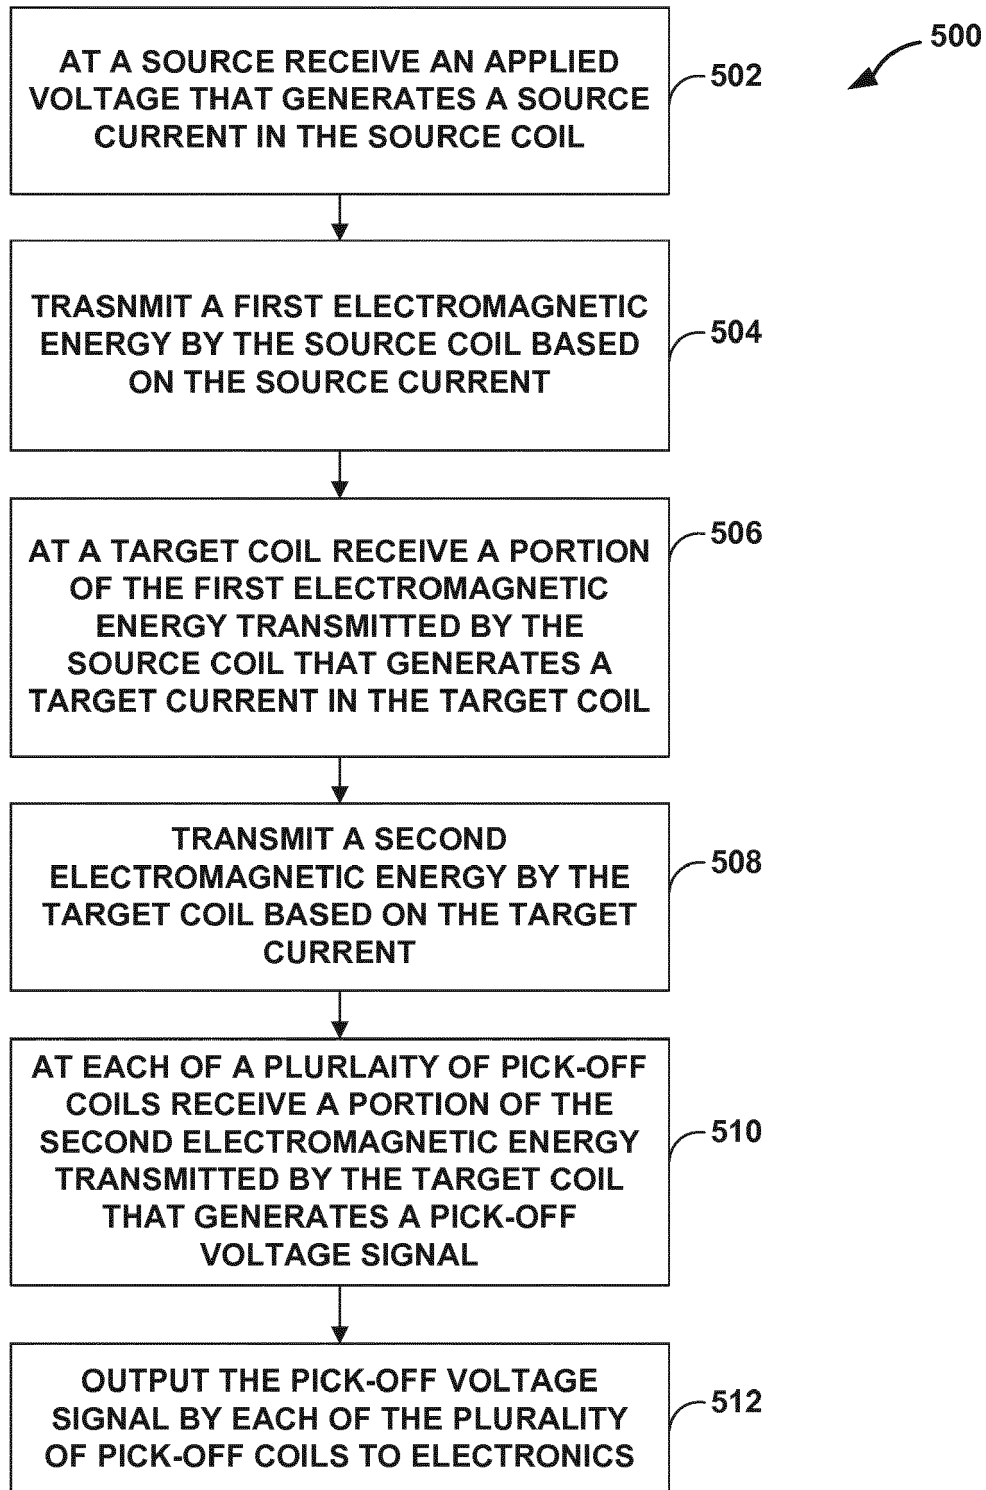 500
AT A SOURCE RECEIVE AN APPLIED
VOLTAGE THAT GENERATES A SOURCE
CURRENT IN THE SOURCE COIL
502
TRASNMIT A FIRST ELECTROMAGNETIC
ENERGY BY THE SOURCE COIL BASED
ON THE SOURCE CURRENT
504
AT A TARGET COIL RECEIVE A PORTION
OF THE FIRST ELECTROMAGNETIC
ENERGY TRANSMITTED BY THE
SOURCE COIL THAT GENERATES A
TARGET CURRENT IN THE TARGET COIL
506
TRANSMIT A SECOND
ELECTROMAGNETIC ENERGY BY THE
TARGET COIL BASED ON THE TARGET
CURRENT
508
AT EACH OF A PLURLAITY OF PICK-OFF
COILS RECEIVE A PORTION OF THE
SECOND ELECTROMAGNETIC ENERGY
TRANSMITTED BY THE TARGET COIL
THAT GENERATES A PICK-OFF
VOLTAGE SIGNAL
510
OUTPUT THE PICK-OFF VOLTAGE
SIGNAL BY EACH OF THE PLURALITY
OF PICK-OFF COILS TO ELECTRONICS
512